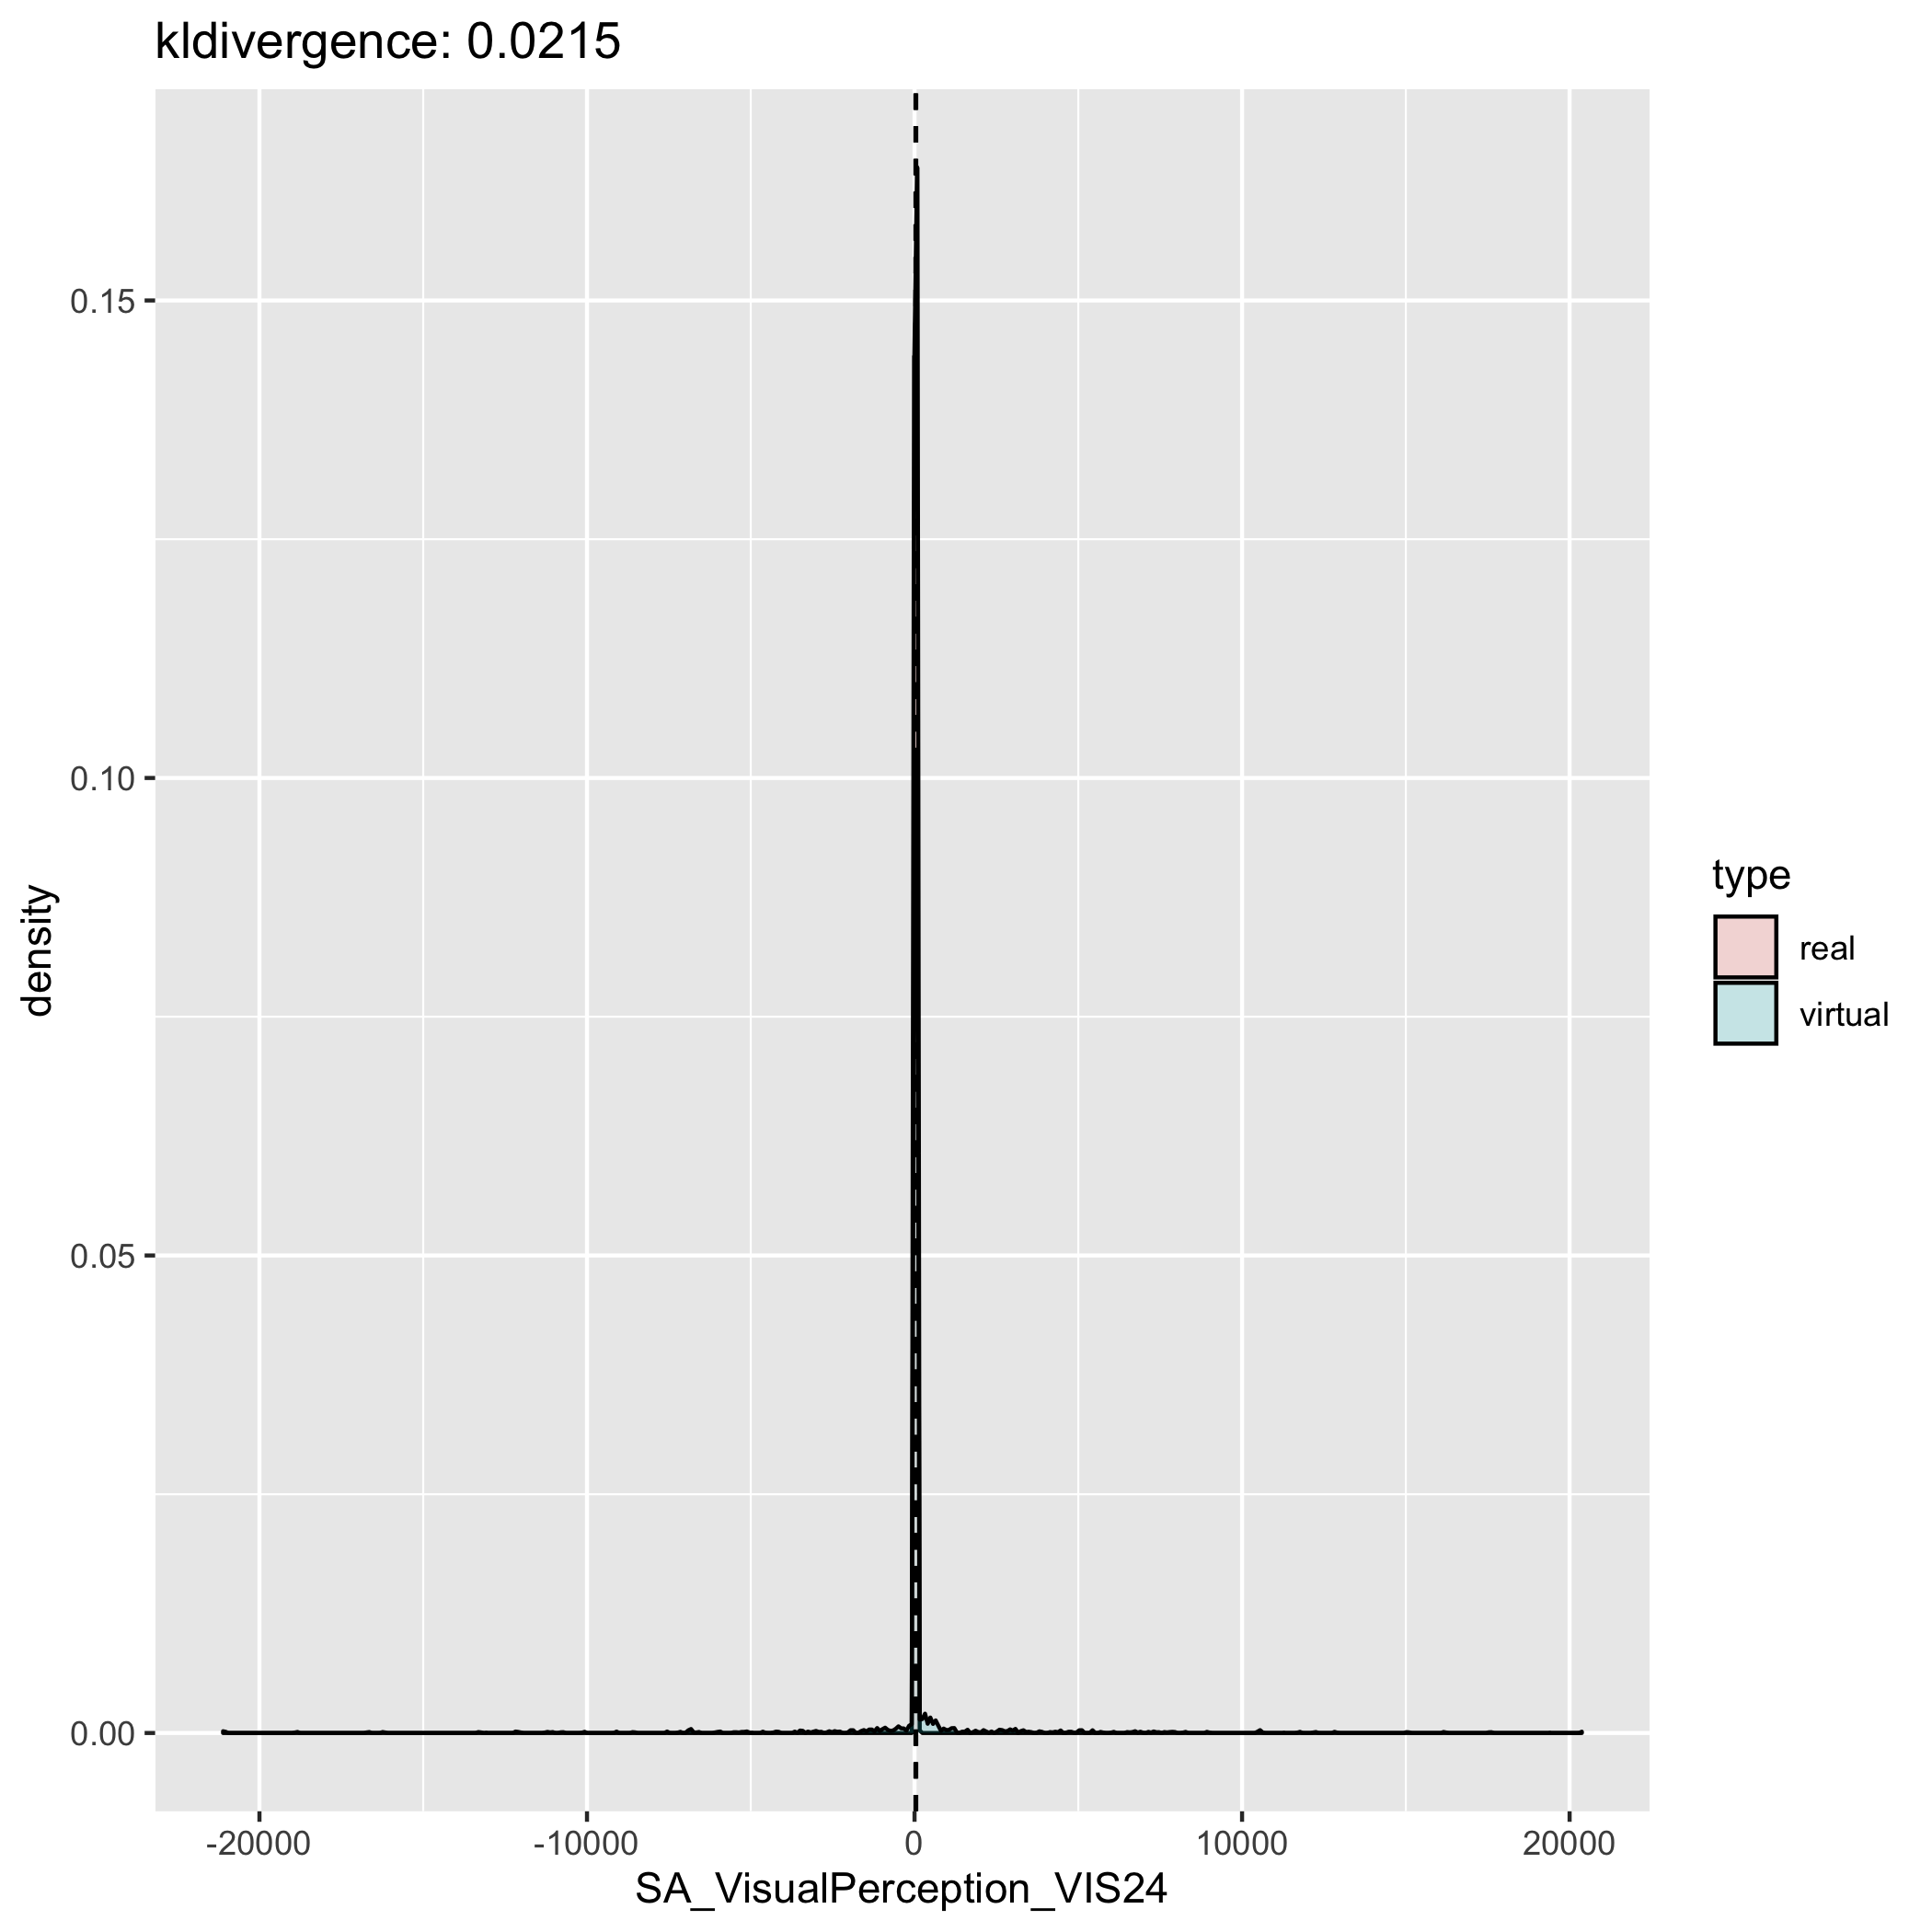 kldivergence: 0.0215
density
0.15
0.10
0.05
0.00
-20000
-10000
0
10000
20000
SA_VisualPerception_VIS24
type
real
virtual